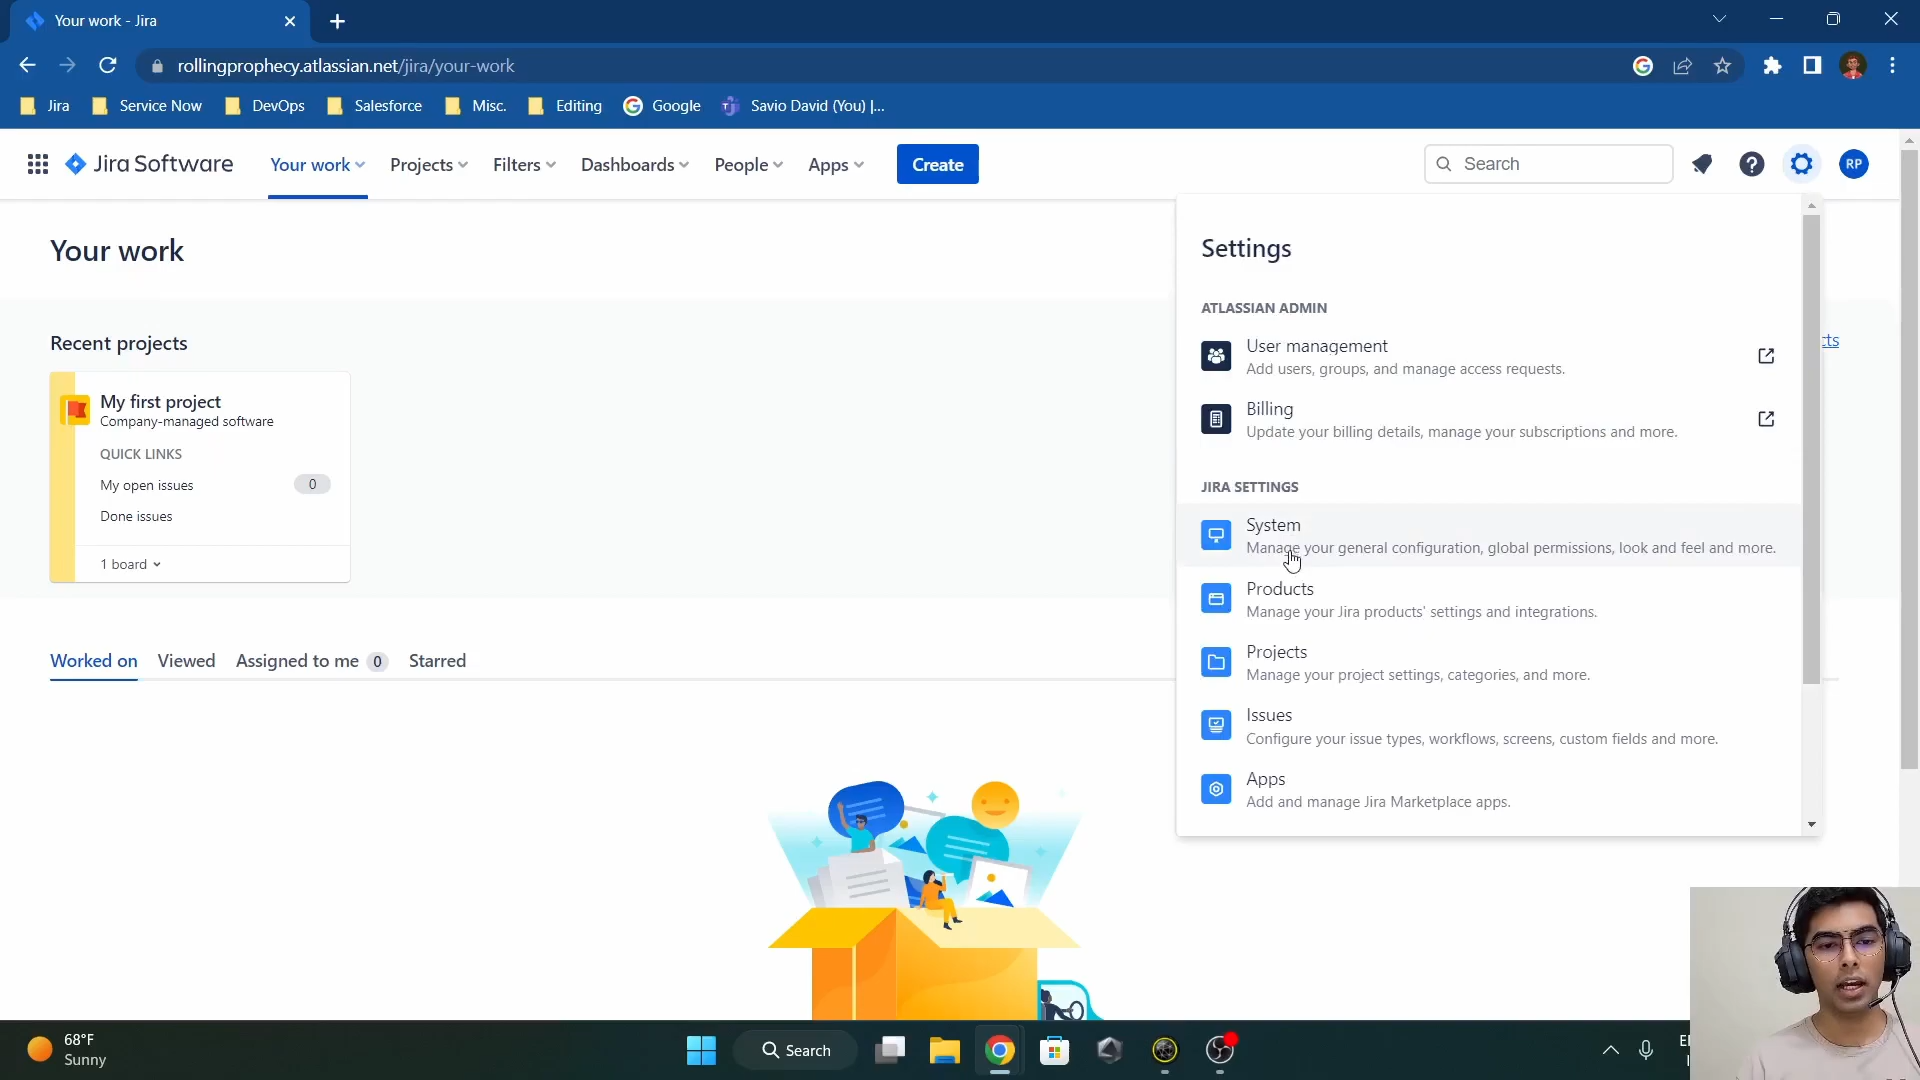 Your work - Jira
rollingprophecy.atlassian.net/jira/your-work
Jira
Service Now
DevOps
Salesforce
Misc.
Editing
Google
Savio David (You) |...
Jira Software
Your work
Projects
Filters
Dashboards
People
Apps
Create
Search
RP
Your work
Recent projects
My first project
Company-managed software
QUICK LINKS
My open issues 0
Done issues
1 board
Worked on
Viewed
Assigned to me 0
Starred
Settings
ATLASSIAN ADMIN
User management
Add users, groups, and manage access requests.
Billing
Update your billing details, manage your subscriptions and more.
JIRA SETTINGS
System
Manage your general configuration, global permissions, look and feel and more.
Products
Manage your Jira products' settings and integrations.
Projects
Manage your project settings, categories, and more.
Issues
Configure your issue types, workflows, screens, custom fields and more.
Apps
Add and manage Jira Marketplace apps.
cts
68°F
Sunny
Search